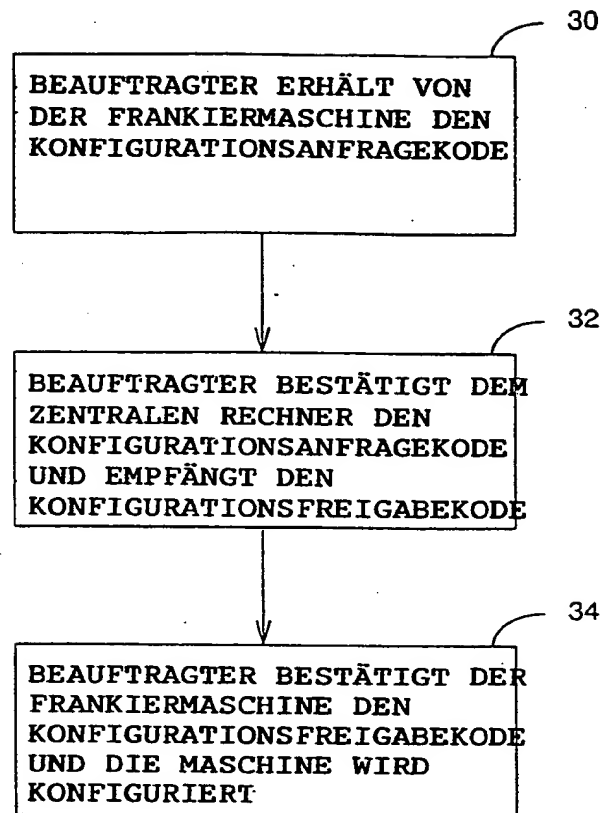 30
BEAUFTRAGTER ERHÄLT VON
DER FRANKIERMASCHINE DEN
KONFIGURATIONSANFRAGEKODE
32
BEAUFTRAGTER BESTÄTIGT DEM
ZENTRALEN RECHNER DEN
KONFIGURATIONSANFRAGEKODE
UND EMPFÄNGT DEN
KONFIGURATIONSFREIGABEKODE
34
BEAUFTRAGTER BESTÄTIGT DER
FRANKIERMASCHINE DEN
KONFIGURATIONSFREIGABEKODE
UND DIE MASCHINE WIRD
KONFIGURIERT